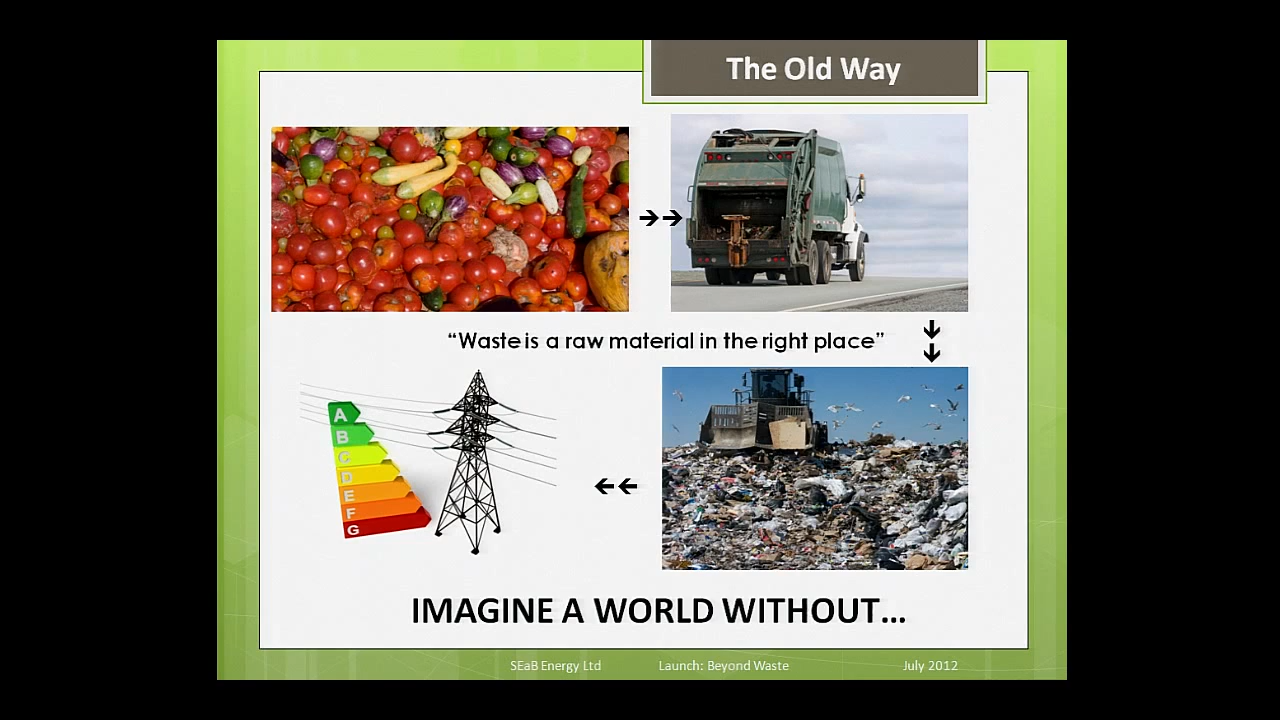 The Old Way
“Waste is a raw material in the right place”
A
B
C
D
E
F
G
IMAGINE A WORLD WITHOUT...
SEaB Energy Ltd Launch: Beyond Waste July 2012